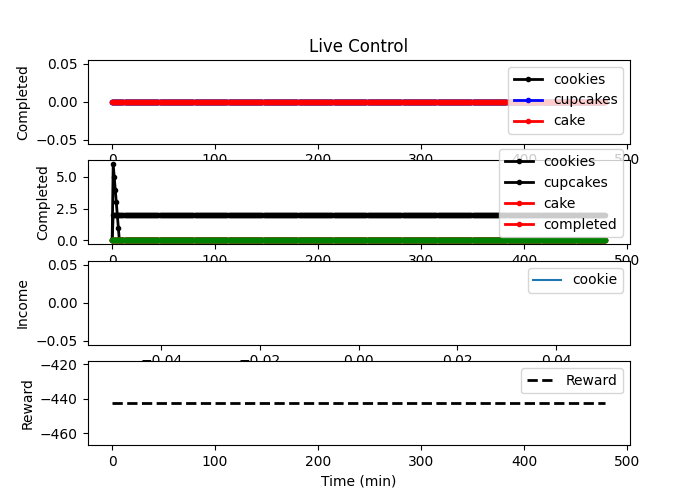 Live Control
0.05
0.00
−0.05
Completed
cookies
cupcakes
cake
0 100 200 300 400 500
5.0
2.5
0.0
Completed
cookies
cupcakes
cake
completed
0 100 200 300 400 500
0.05
0.00
−0.05
Income
cookie
−0.04 −0.02 0.00 0.02 0.04
−420
−440
−460
Reward
Reward
0 100 200 300 400 500
Time (min)